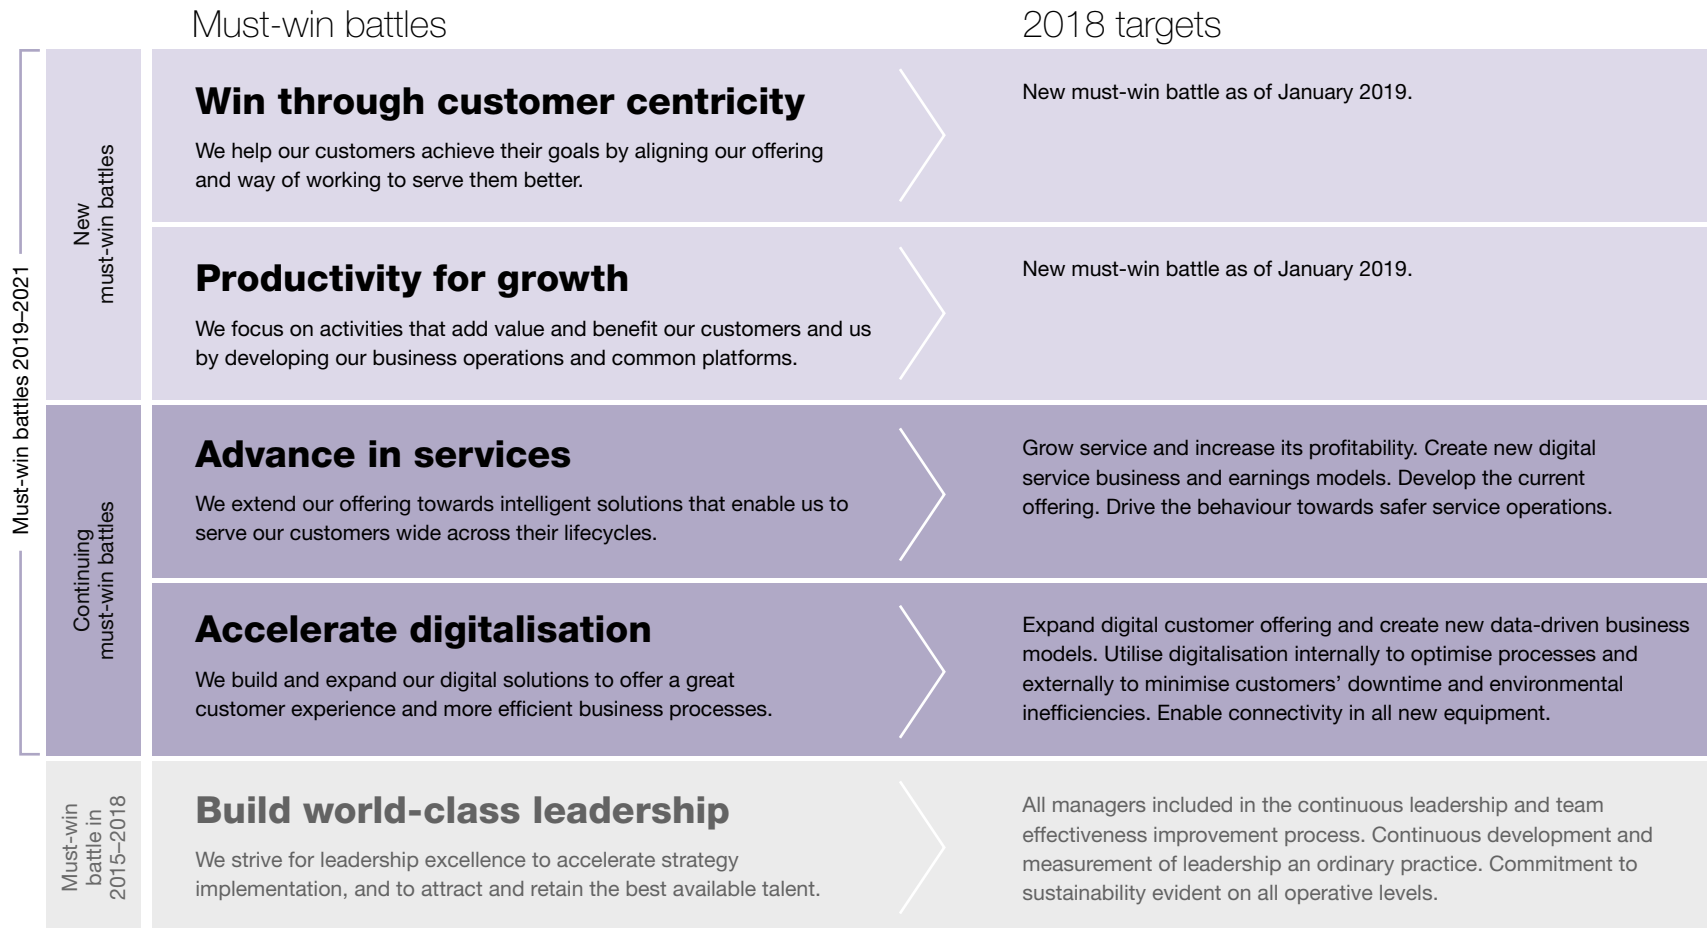 Must-win battles
2018 targets
Must-win battles 2019–2021
New
must-win battles
Win through customer centricity
We help our customers achieve their goals by aligning our offering
and way of working to serve them better.
New must-win battle as of January 2019.
Productivity for growth
We focus on activities that add value and benefit our customers and us
by developing our business operations and common platforms.
New must-win battle as of January 2019.
Continuing
must-win battles
Advance in services
We extend our offering towards intelligent solutions that enable us to
serve our customers wide across their lifecycles.
Grow service and increase its profitability. Create new digital
service business and earnings models. Develop the current
offering. Drive the behaviour towards safer service operations.
Accelerate digitalisation
We build and expand our digital solutions to offer a great
customer experience and more efficient business processes.
Expand digital customer offering and create new data-driven business
models. Utilise digitalisation internally to optimise processes and
externally to minimise customers’ downtime and environmental
inefficiencies. Enable connectivity in all new equipment.
Must-win
battle in
2015–2018
Build world-class leadership
We strive for leadership excellence to accelerate strategy
implementation, and to attract and retain the best available talent.
All managers included in the continuous leadership and team
effectiveness improvement process. Continuous development and
measurement of leadership an ordinary practice. Commitment to
sustainability evident on all operative levels.